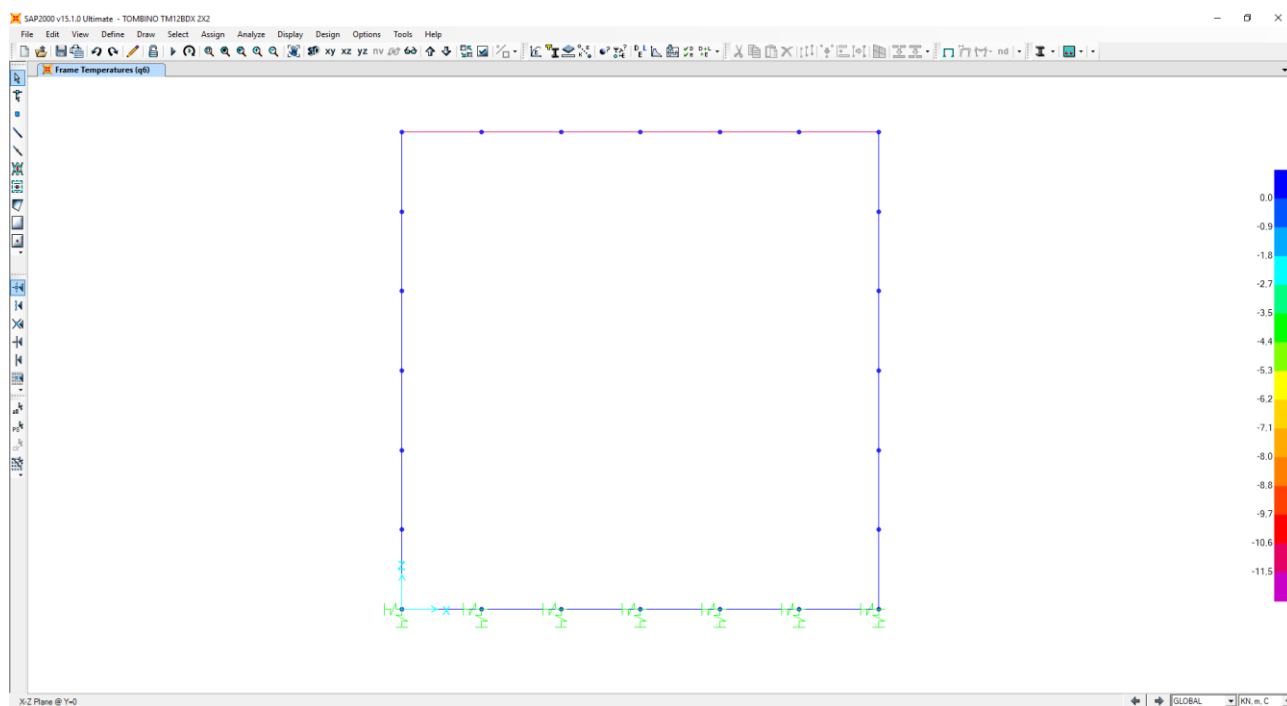 SAP2000 v15.1.0 Ultimate - TOMBINO TM12BDX 2X2
File Edit View Define Draw Select Assign Analyze Display Design Options Tools Help
xy xz yz nv nd
Frame Temperatures (q6)
0.0
-0.9
-1.8
-2.7
-3.5
-4.4
-5.3
-6.2
-7.1
-8.0
-8.8
-9.7
-10.6
-11.5
Z
X
X-Z Plane @ Y=0
GLOBAL
KN, m, C